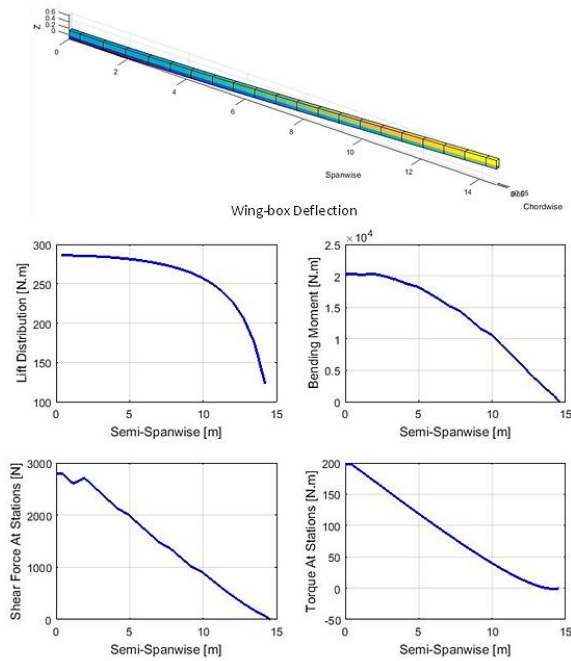 0.6
0.4
0.2
0
Z
0
2
4
6
8
10
12
14
Spanwise
Chordwise
Wing-box Deflection
300
250
200
150
100
Lift Distribution [N.m]
0 5 10 15
Semi-Spanwise [m]
×10⁴
2.5
2
1.5
1
0.5
0
Bending Moment [N.m]
0 5 10 15
Semi-Spanwise [m]
3000
2000
1000
0
Shear Force At Stations [N]
0 5 10 15
Semi-Spanwise [m]
200
150
100
50
0
-50
Torque At Stations [N.m]
0 5 10 15
Semi-Spanwise [m]